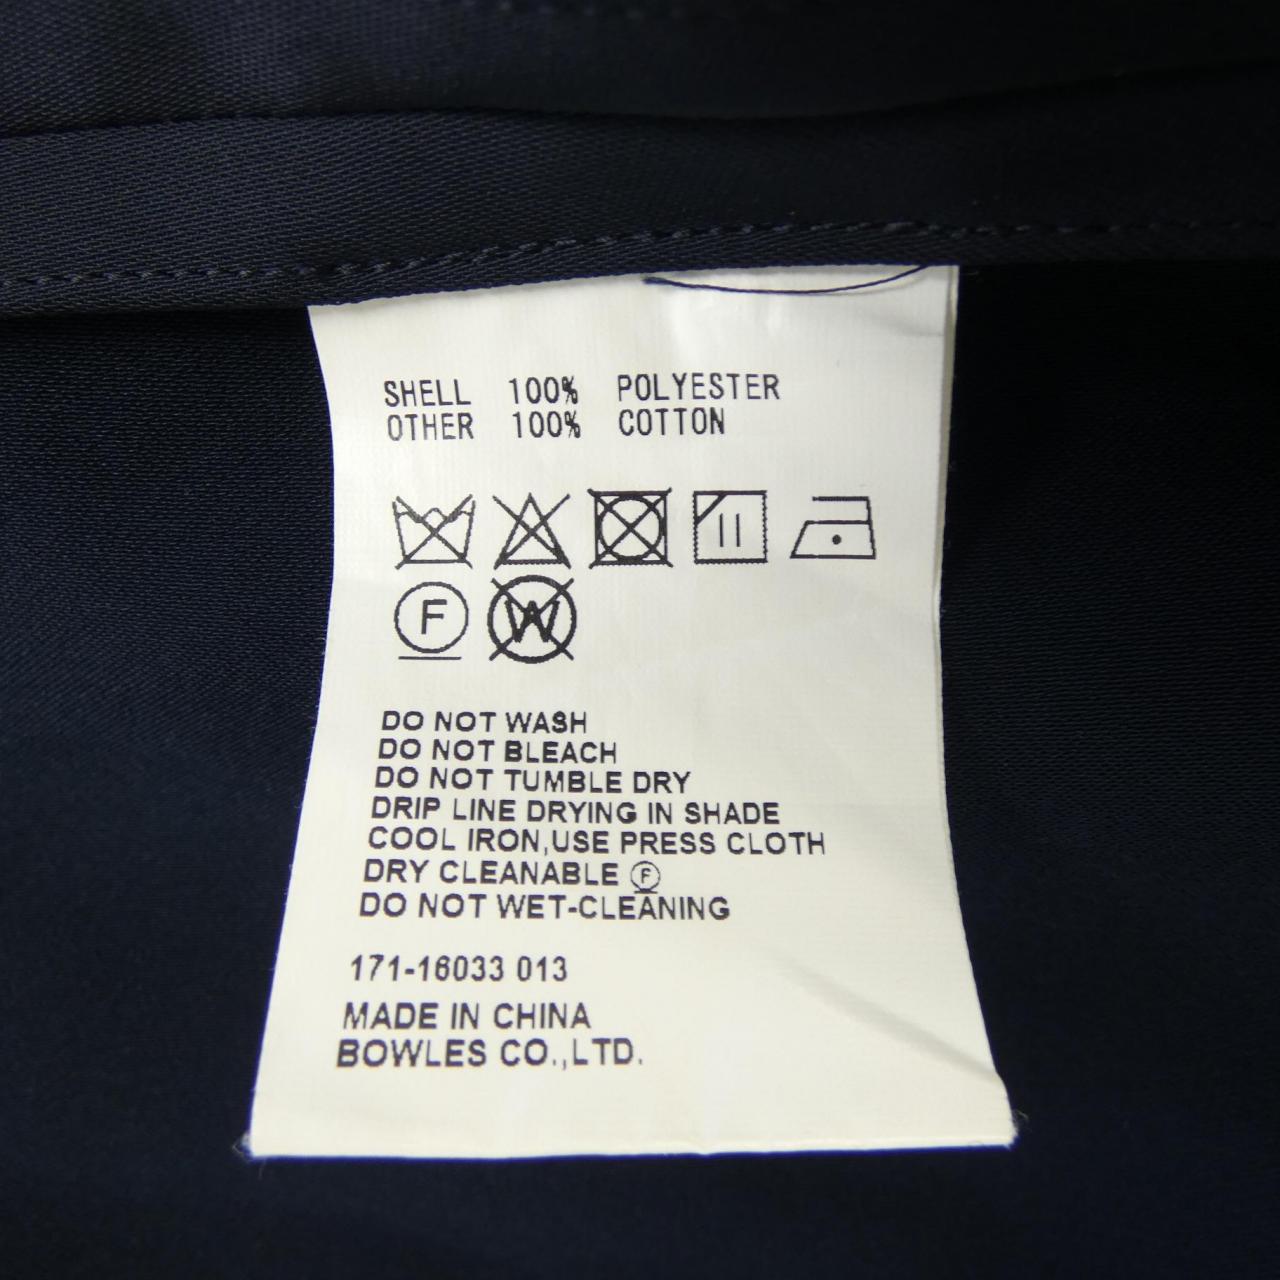 SHELL 100% POLYESTER
OTHER 100% COTTON
F W
DO NOT WASH
DO NOT BLEACH
DO NOT TUMBLE DRY
DRIP LINE DRYING IN SHADE
COOL IRON,USE PRESS CLOTH
DRY CLEANABLE Ⓕ
DO NOT WET-CLEANING
171-16033 013
MADE IN CHINA
BOWLES CO.,LTD.